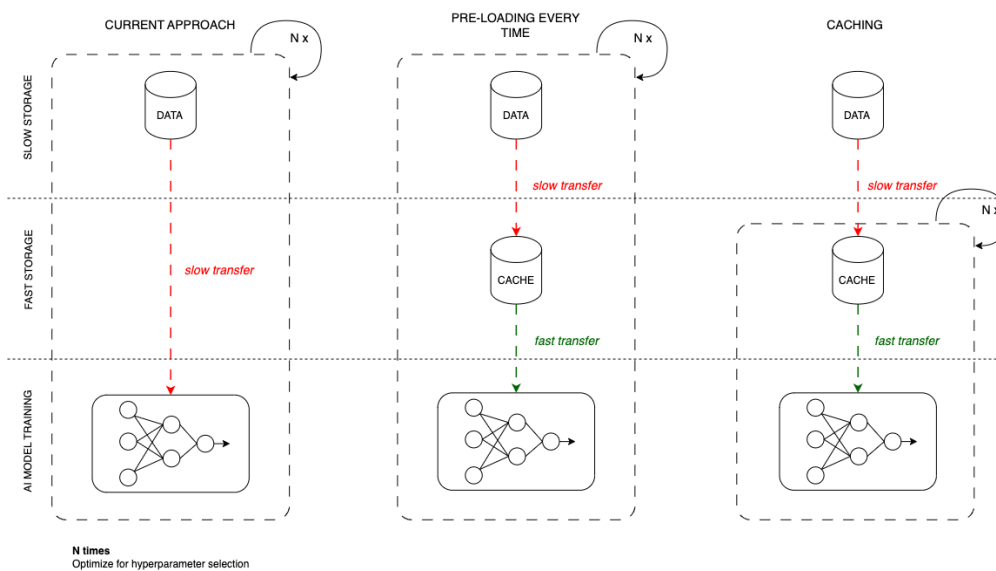 CURRENT APPROACH
PRE-LOADING EVERY
TIME
CACHING
N x
N x
SLOW STORAGE
DATA
DATA
DATA
slow transfer
slow transfer
N x
FAST STORAGE
slow transfer
CACHE
CACHE
fast transfer
fast transfer
AI MODEL TRAINING
N times
Optimize for hyperparameter selection